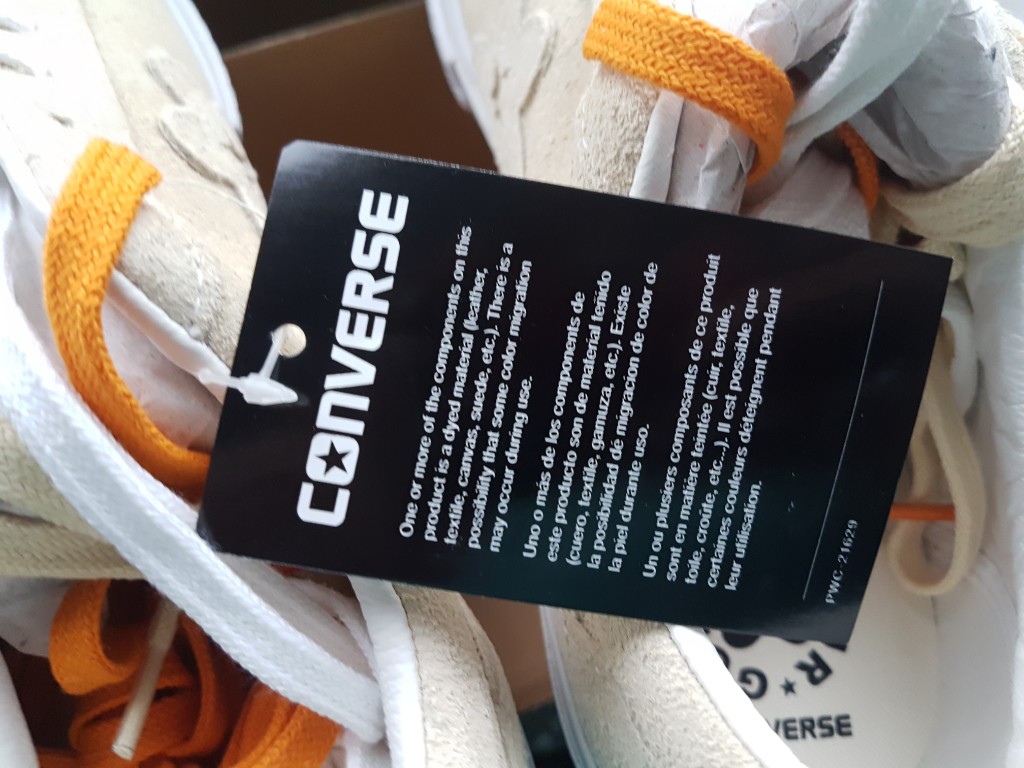 CONVERSE
One or more of the components on this
product is a dyed material (leather,
textile, canvas, suede, etc.). There is a
possibility that some color migration
may occur during use.
Uno o más de los components de
este producto son de material teñido
(cuero, textile, gamuza, etc.). Existe
la posibilidad dé migracion de color de
la piel durante uso.
Un ou plusiers composants de ce produit
sont en matière teintée (cuir, textile,
toile, croûte, etc...). Il est possible que
certaines couleurs déteignent pendant
leur utilisation.
PWC-21629
R G
VERSE